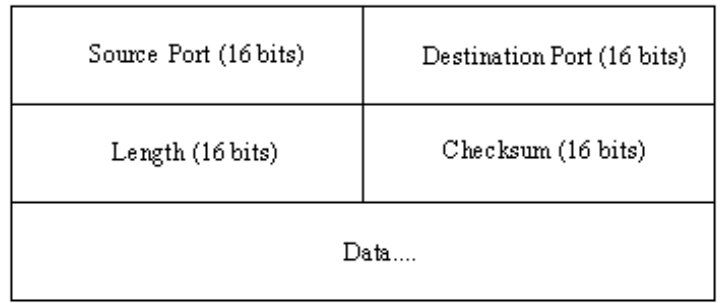 Source Port (16 bits)
Destination Port (16 bits)
Length (16 bits)
Checksum (16 bits)
Data....